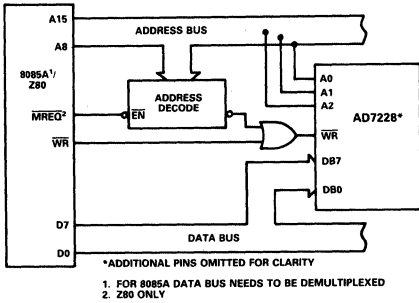 A15
ADDRESS BUS
A8
8085A¹/
Z80
A0
ADDRESS
DECODE
A1
A2
MREQ²
EN
AD7228*
WR
WR
DB7
DB0
D7
DATA BUS
D0
*ADDITIONAL PINS OMITTED FOR CLARITY
1. FOR 8085A DATA BUS NEEDS TO BE DEMULTIPLEXED
2. Z80 ONLY